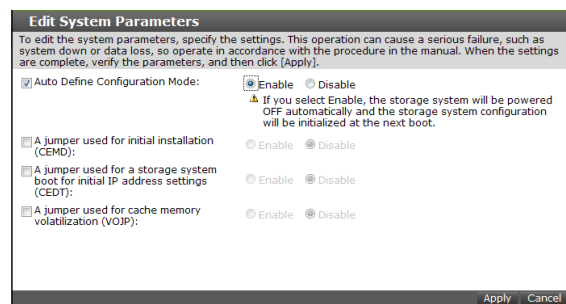 Edit System Parameters
To edit the system parameters, specify the settings. This operation can cause a serious failure, such as
system down or data loss, so operate in accordance with the procedure in the manual. When the settings
are complete, verify the parameters, and then click [Apply].
Auto Define Configuration Mode: Enable Disable
If you select Enable, the storage system will be powered
OFF automatically and the storage system configuration
will be initialized at the next boot.
A jumper used for initial installation
(CEMD): Enable Disable
A jumper used for a storage system
boot for initial IP address settings Enable Disable
(CEDT):
A jumper used for cache memory
volatilization (VOJP): Enable Disable
Apply Cancel